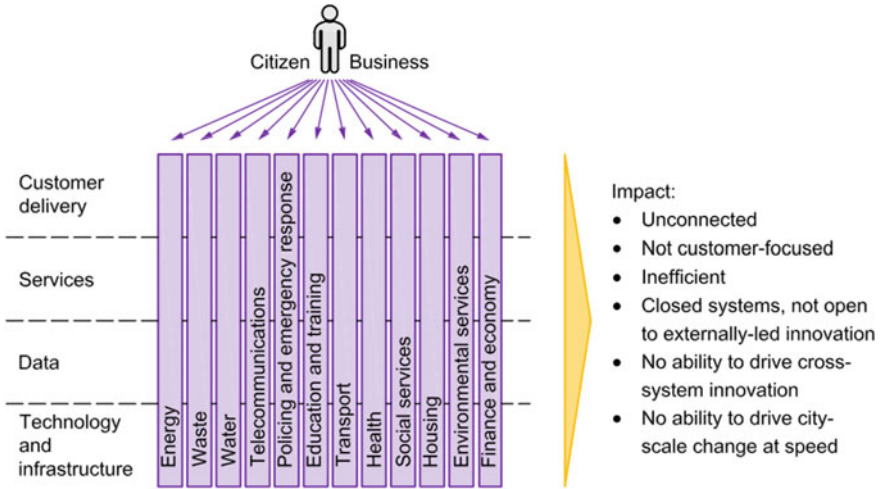 Citizen Business
Customer
delivery
Services
Data
Technology
and
infrastructure
Energy
Waste
Water
Telecommunications
Policing and emergency response
Education and training
Transport
Health
Social services
Housing
Environmental services
Finance and economy
Impact:
• Unconnected
• Not customer-focused
• Inefficient
• Closed systems, not open
to externally-led innovation
• No ability to drive cross-
system innovation
• No ability to drive city-
scale change at speed